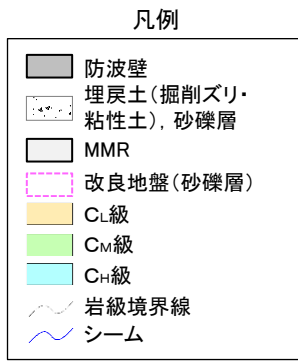 凡例
防波壁
埋戻土(掘削ズリ・
粘性土),砂礫層
MMR
改良地盤(砂礫層)
CL級
CM級
CH級
岩級境界線
シーム